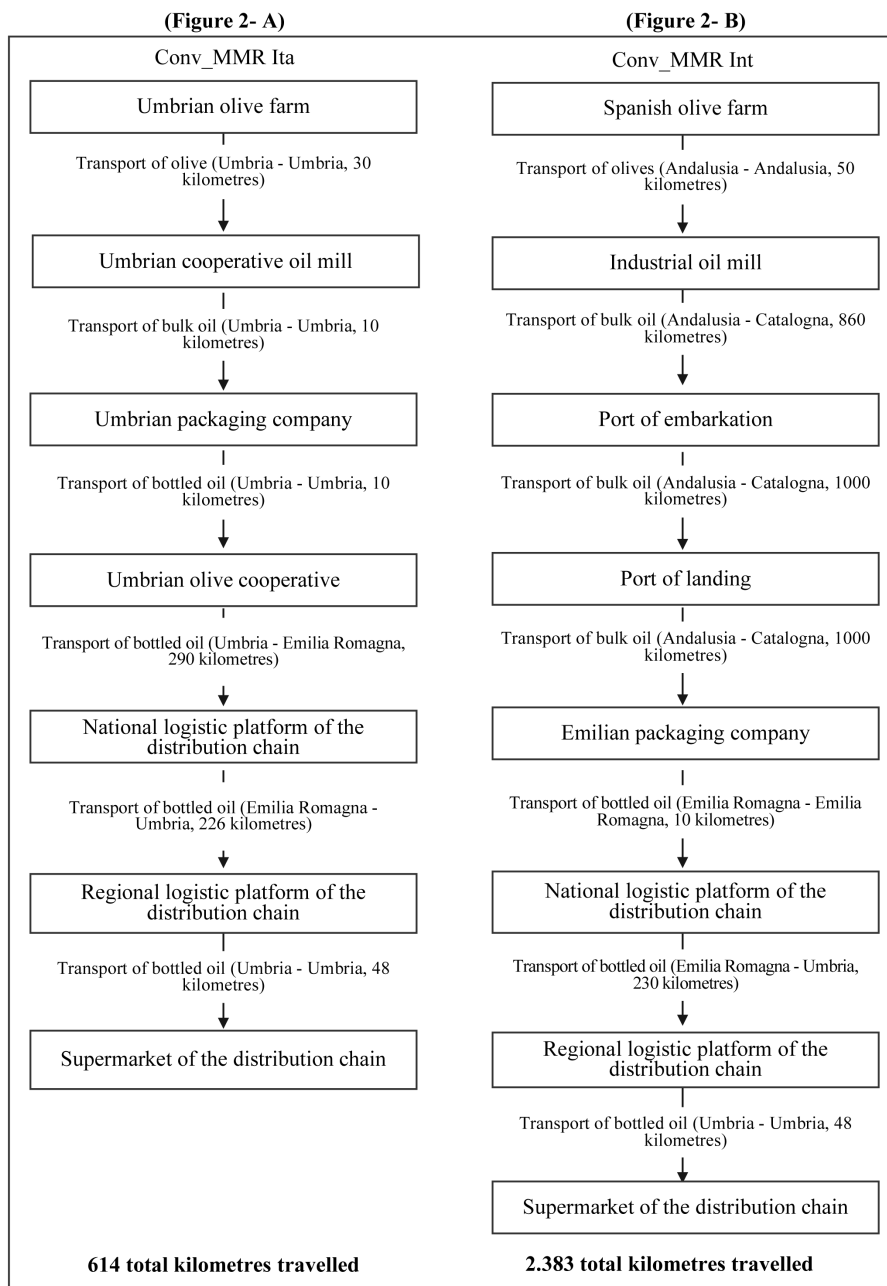 (Figure 2- A)
Conv_MMR Ita
Umbrian olive farm
Transport of olive (Umbria - Umbria, 30
kilometres)
Umbrian cooperative oil mill
Transport of bulk oil (Umbria - Umbria, 10
kilometres)
Umbrian packaging company
Transport of bottled oil (Umbria - Umbria, 10
kilometres)
Umbrian olive cooperative
Transport of bottled oil (Umbria - Emilia Romagna,
290 kilometres)
National logistic platform of the
distribution chain
Transport of bottled oil (Emilia Romagna -
Umbria, 226 kilometres)
Regional logistic platform of the
distribution chain
Transport of bottled oil (Umbria - Umbria, 48
kilometres)
Supermarket of the distribution chain
614 total kilometres travelled
(Figure 2- B)
Conv_MMR Int
Spanish olive farm
Transport of olives (Andalusia - Andalusia, 50
kilometres)
Industrial oil mill
Transport of bulk oil (Andalusia - Catalogna, 860
kilometres)
Port of embarkation
Transport of bulk oil (Andalusia - Catalogna, 1000
kilometres)
Port of landing
Transport of bulk oil (Andalusia - Catalogna, 1000
kilometres)
Emilian packaging company
Transport of bottled oil (Emilia Romagna - Emilia
Romagna, 10 kilometres)
National logistic platform of the
distribution chain
Transport of bottled oil (Emilia Romagna - Umbria,
230 kilometres)
Regional logistic platform of the
distribution chain
Transport of bottled oil (Umbria - Umbria, 48
kilometres)
Supermarket of the distribution chain
2.383 total kilometres travelled